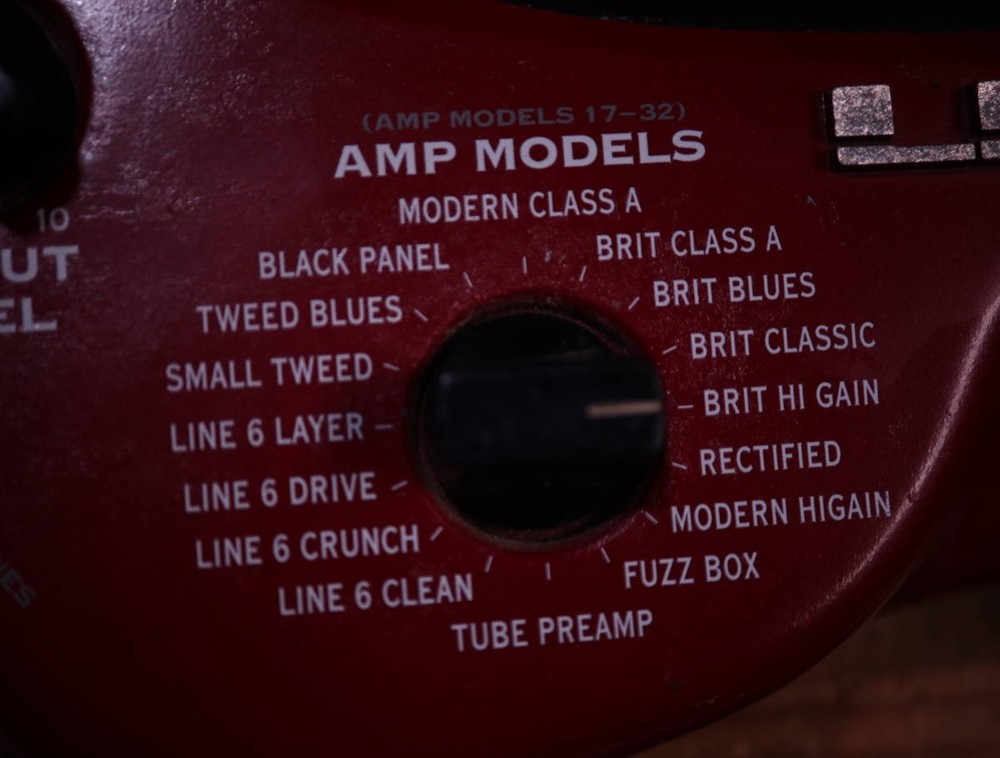 (AMP MODELS 17–32)
AMP MODELS
MODERN CLASS A
BLACK PANEL
BRIT CLASS A
TWEED BLUES
BRIT BLUES
SMALL TWEED
BRIT CLASSIC
LINE 6 LAYER
BRIT HI GAIN
LINE 6 DRIVE
RECTIFIED
LINE 6 CRUNCH
MODERN HIGAIN
LINE 6 CLEAN
FUZZ BOX
TUBE PREAMP
10
UT
EL